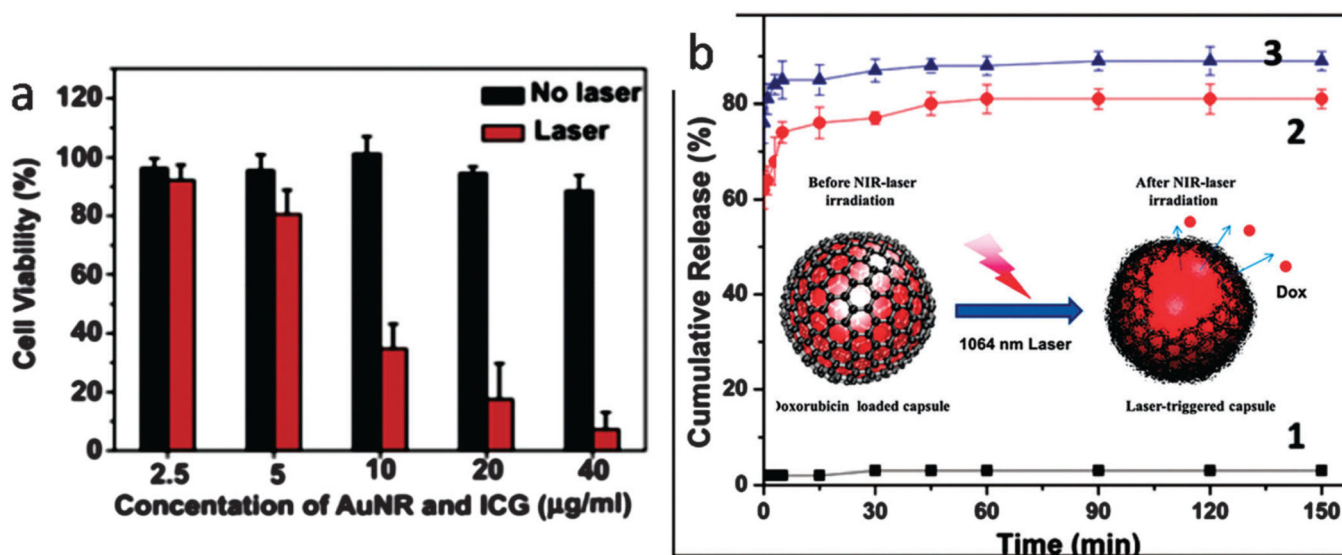 a
120
100
80
60
40
20
0
Cell Viability (%)
No laser
Laser
2.5 5 10 20 40
Concentation of AuNR and ICG (μg/ml)
b
80
60
40
20
0
Cumulative Release (%)
3
2
1
Before NIR-laser
irradiation
After NIR-laser
irradiation
Dox
1064 nm Laser
Doxorubicin loaded capsule
Laser-triggered capsule
0 30 60 90 120 150
Time (min)